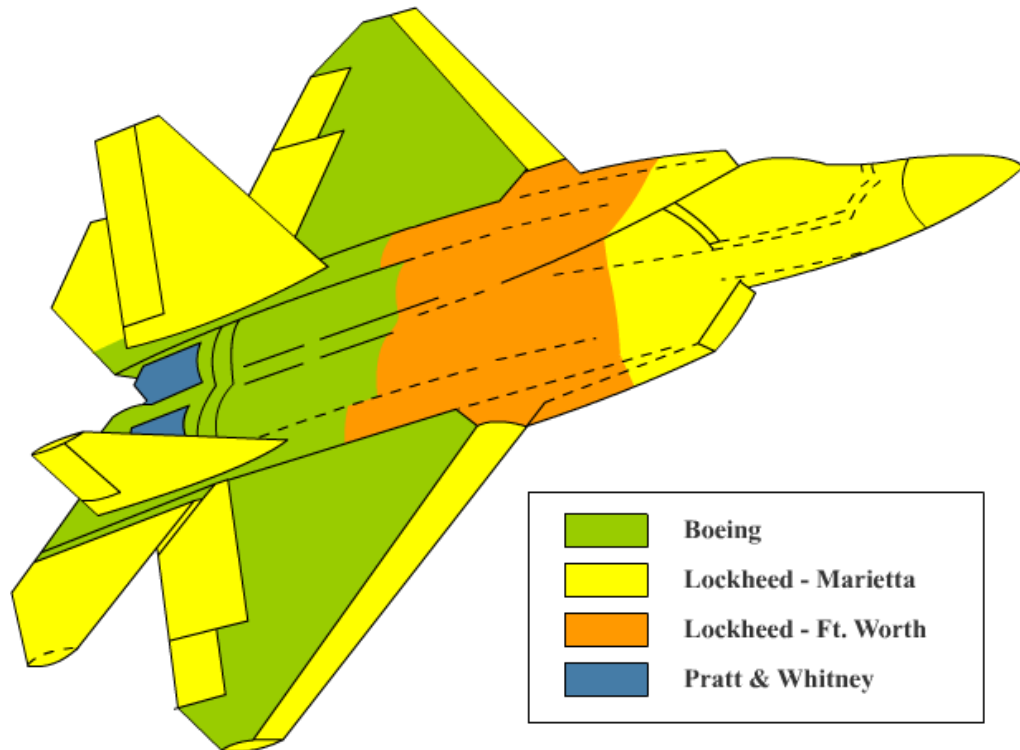 Boeing
Lockheed - Marietta
Lockheed - Ft. Worth
Pratt & Whitney